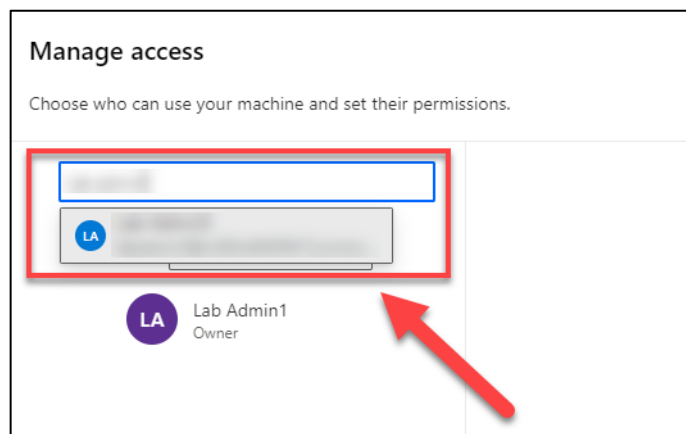 Manage access
Choose who can use your machine and set their permissions.
LA
LA
Lab Admin1
Owner